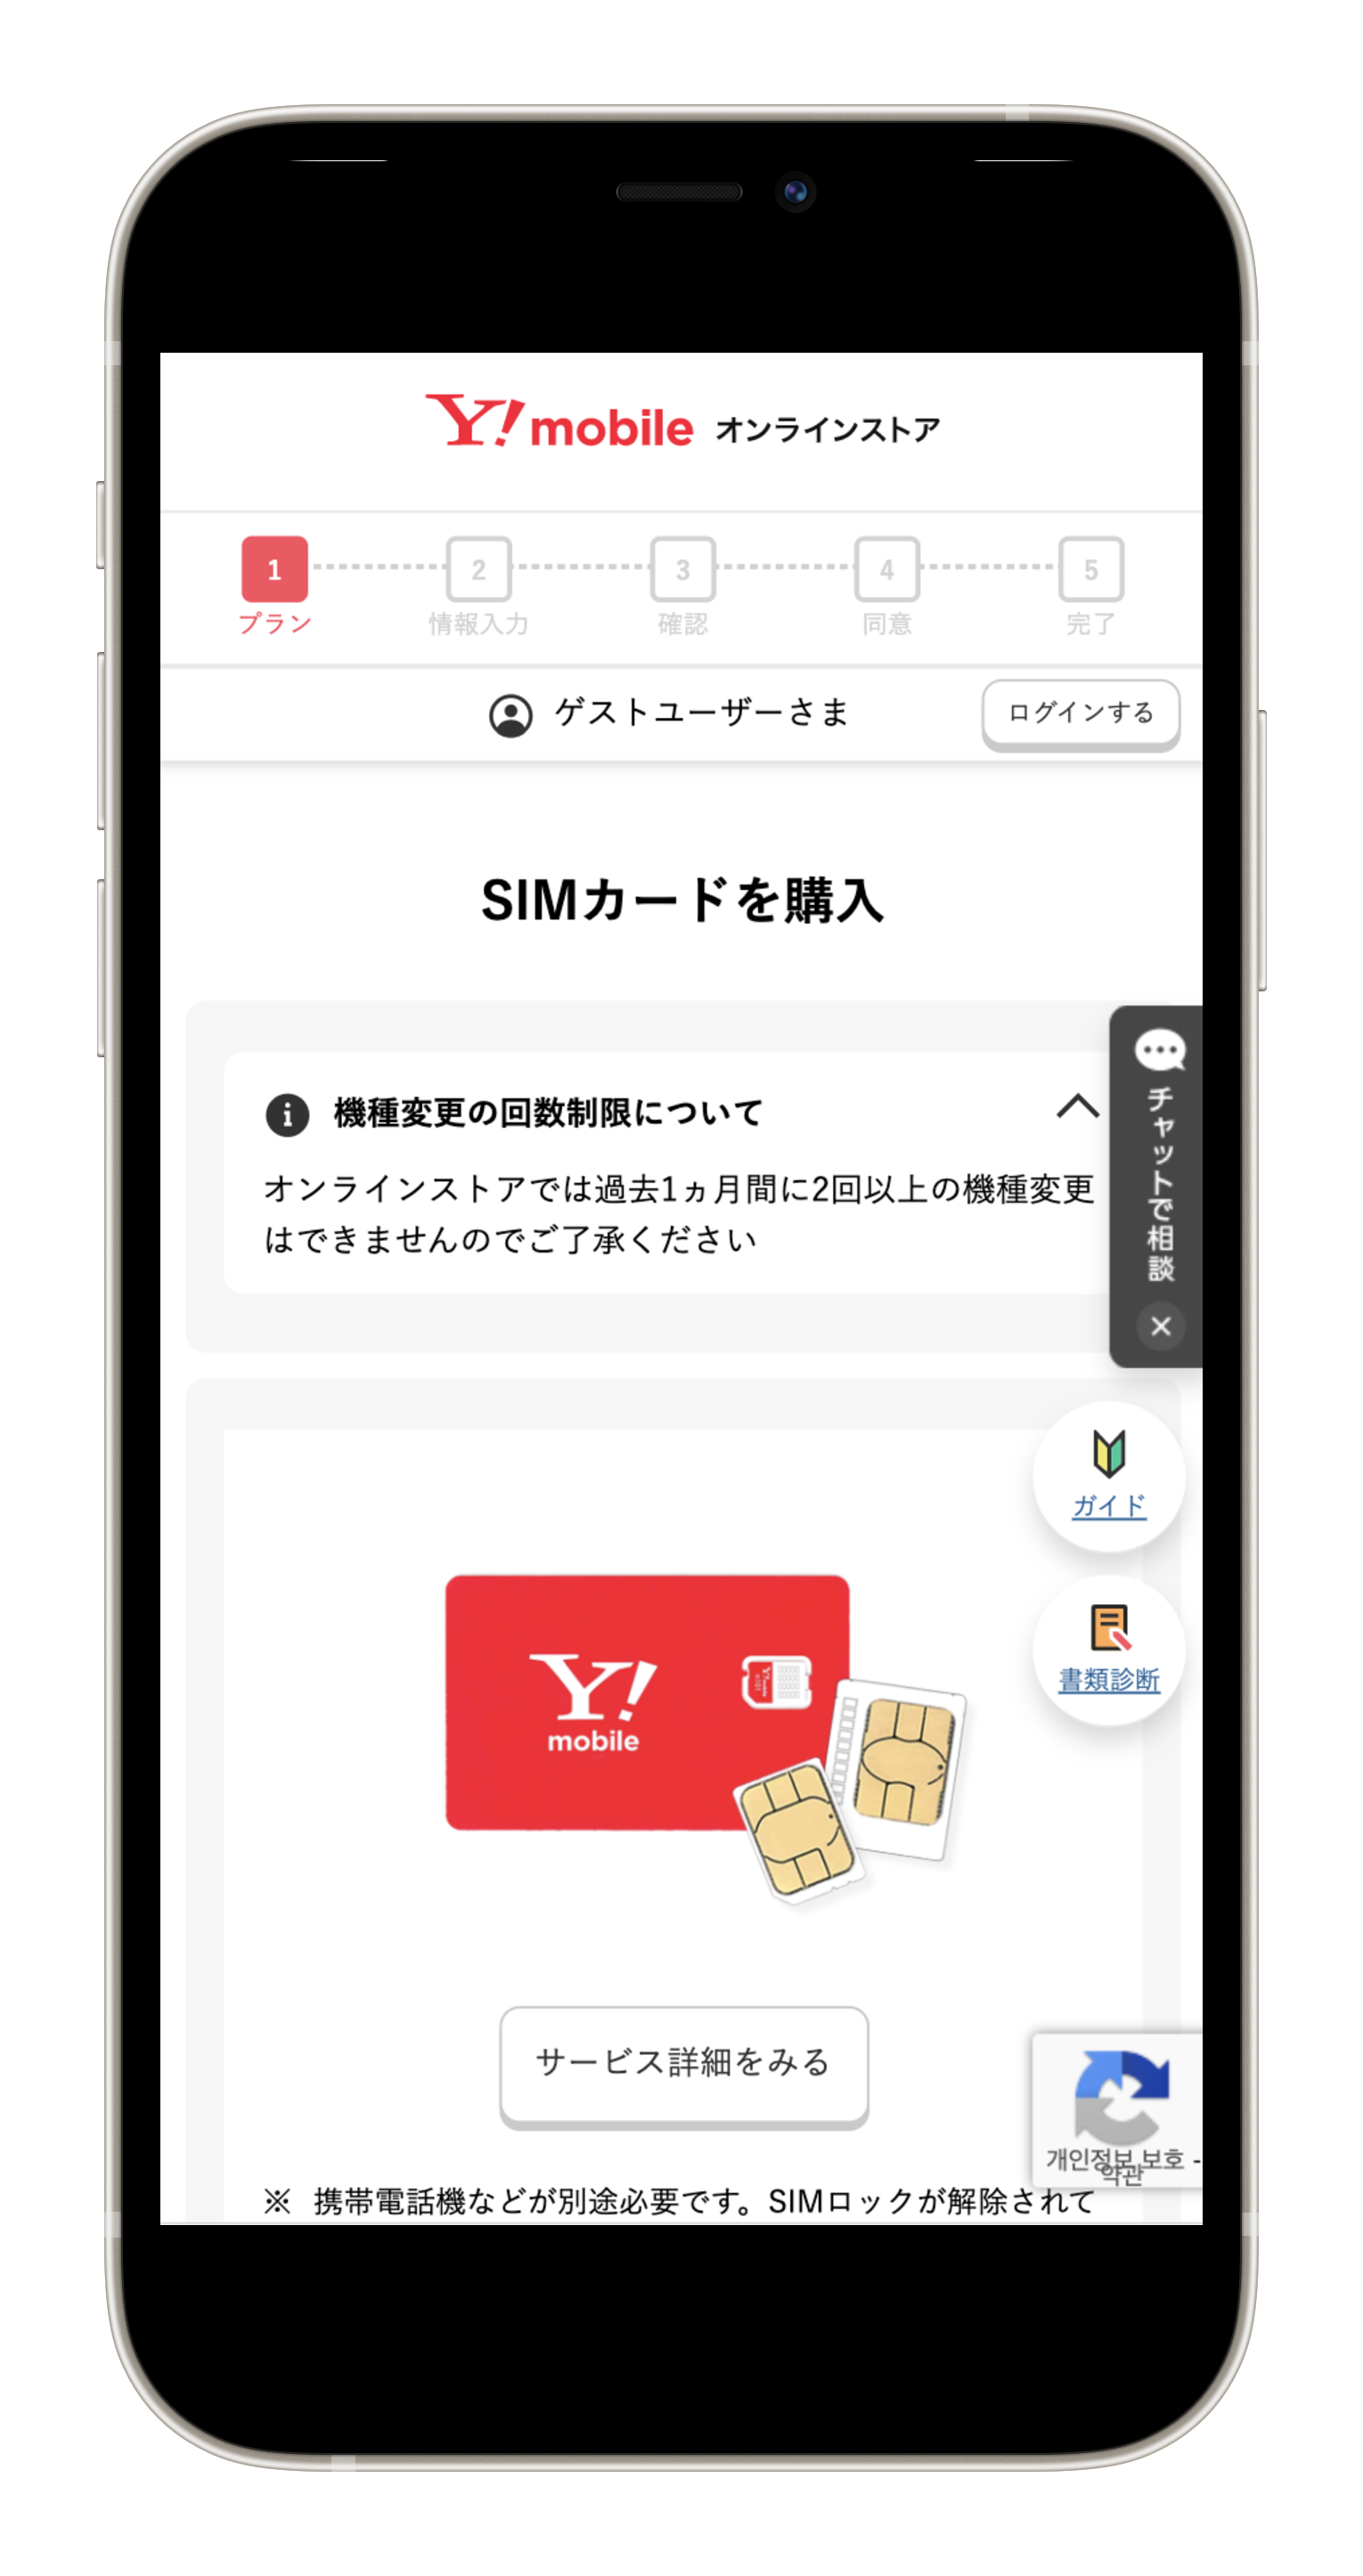 Y!mobile オンラインストア
1 2 3 4 5
プラン 情報入力 確認 同意 完了
ゲストユーザーさま ログインする
SIMカードを購入
機種変更の回数制限について
オンラインストアでは過去1ヵ月間に2回以上の機種変更
はできませんのでご了承ください
チャットで相談
ガイド
書類診断
Y!
mobile
サービス詳細をみる
개인정보 보호 -
약관
※ 携帯電話機などが別途必要です。SIMロックが解除されて